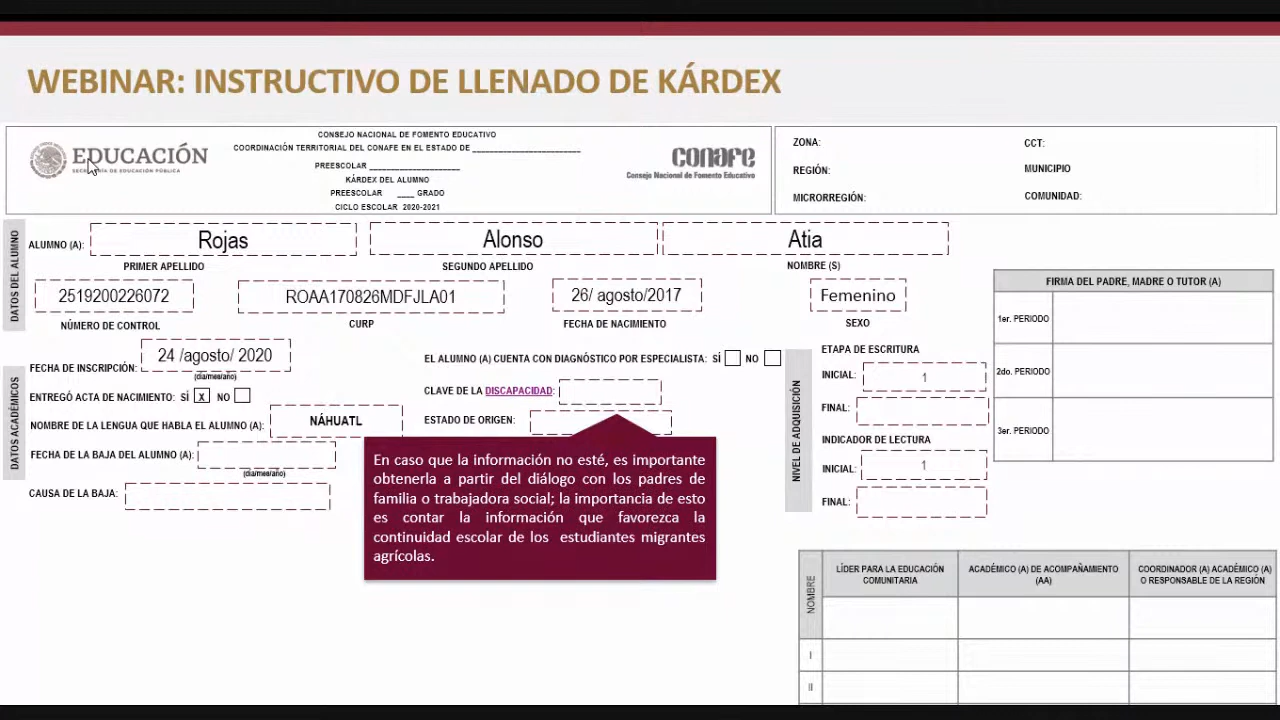 WEBINAR: INSTRUCTIVO DE LLENADO DE KÁRDEX
EDUCACIÓN
SECRETARÍA DE EDUCACIÓN PÚBLICA
CONSEJO NACIONAL DE FOMENTO EDUCATIVO
COORDINACIÓN TERRITORIAL DEL CONAFE EN EL ESTADO DE ____________________
PREESCOLAR ____________________
KÁRDEX DEL ALUMNO
PREESCOLAR ____ GRADO
CICLO ESCOLAR 2020-2021
conafe
Consejo Nacional de Fomento Educativo
ZONA:
CCT:
REGIÓN:
MUNICIPIO
MICRORREGIÓN:
COMUNIDAD:
DATOS DEL ALUMNO
ALUMNO (A): Rojas Alonso Atia
PRIMER APELLIDO SEGUNDO APELLIDO NOMBRE (S)
2519200226072 ROAA170826MDFJLA01 26/ agosto/2017 Femenino
NÚMERO DE CONTROL CURP FECHA DE NACIMIENTO SEXO
DATOS ACADÉMICOS
FECHA DE INSCRIPCIÓN: 24 /agosto/ 2020
(día/mes/año)
ENTREGÓ ACTA DE NACIMIENTO: SÍ X NO
NOMBRE DE LA LENGUA QUE HABLA EL ALUMNO (A): NÁHUATL
FECHA DE LA BAJA DEL ALUMNO (A):
(día/mes/año)
CAUSA DE LA BAJA:
EL ALUMNO (A) CUENTA CON DIAGNÓSTICO POR ESPECIALISTA: SÍ NO
CLAVE DE LA DISCAPACIDAD:
ESTADO DE ORIGEN:
En caso que la información no esté, es importante
obtenerla a partir del diálogo con los padres de
familia o trabajadora social; la importancia de esto
es contar la información que favorezca la
continuidad escolar de los estudiantes migrantes
agrícolas.
NIVEL DE ADQUISICIÓN
ETAPA DE ESCRITURA
INICIAL: 1
FINAL:
INDICADOR DE LECTURA
INICIAL: 1
FINAL:
FIRMA DEL PADRE, MADRE O TUTOR (A)
1er. PERIODO
2do. PERIODO
3er. PERIODO
NOMBRE
LÍDER PARA LA EDUCACIÓN
COMUNITARIA
ACADÉMICO (A) DE ACOMPAÑAMIENTO
(AA)
COORDINADOR (A) ACADÉMICO (A)
O RESPONSABLE DE LA REGIÓN
I
II